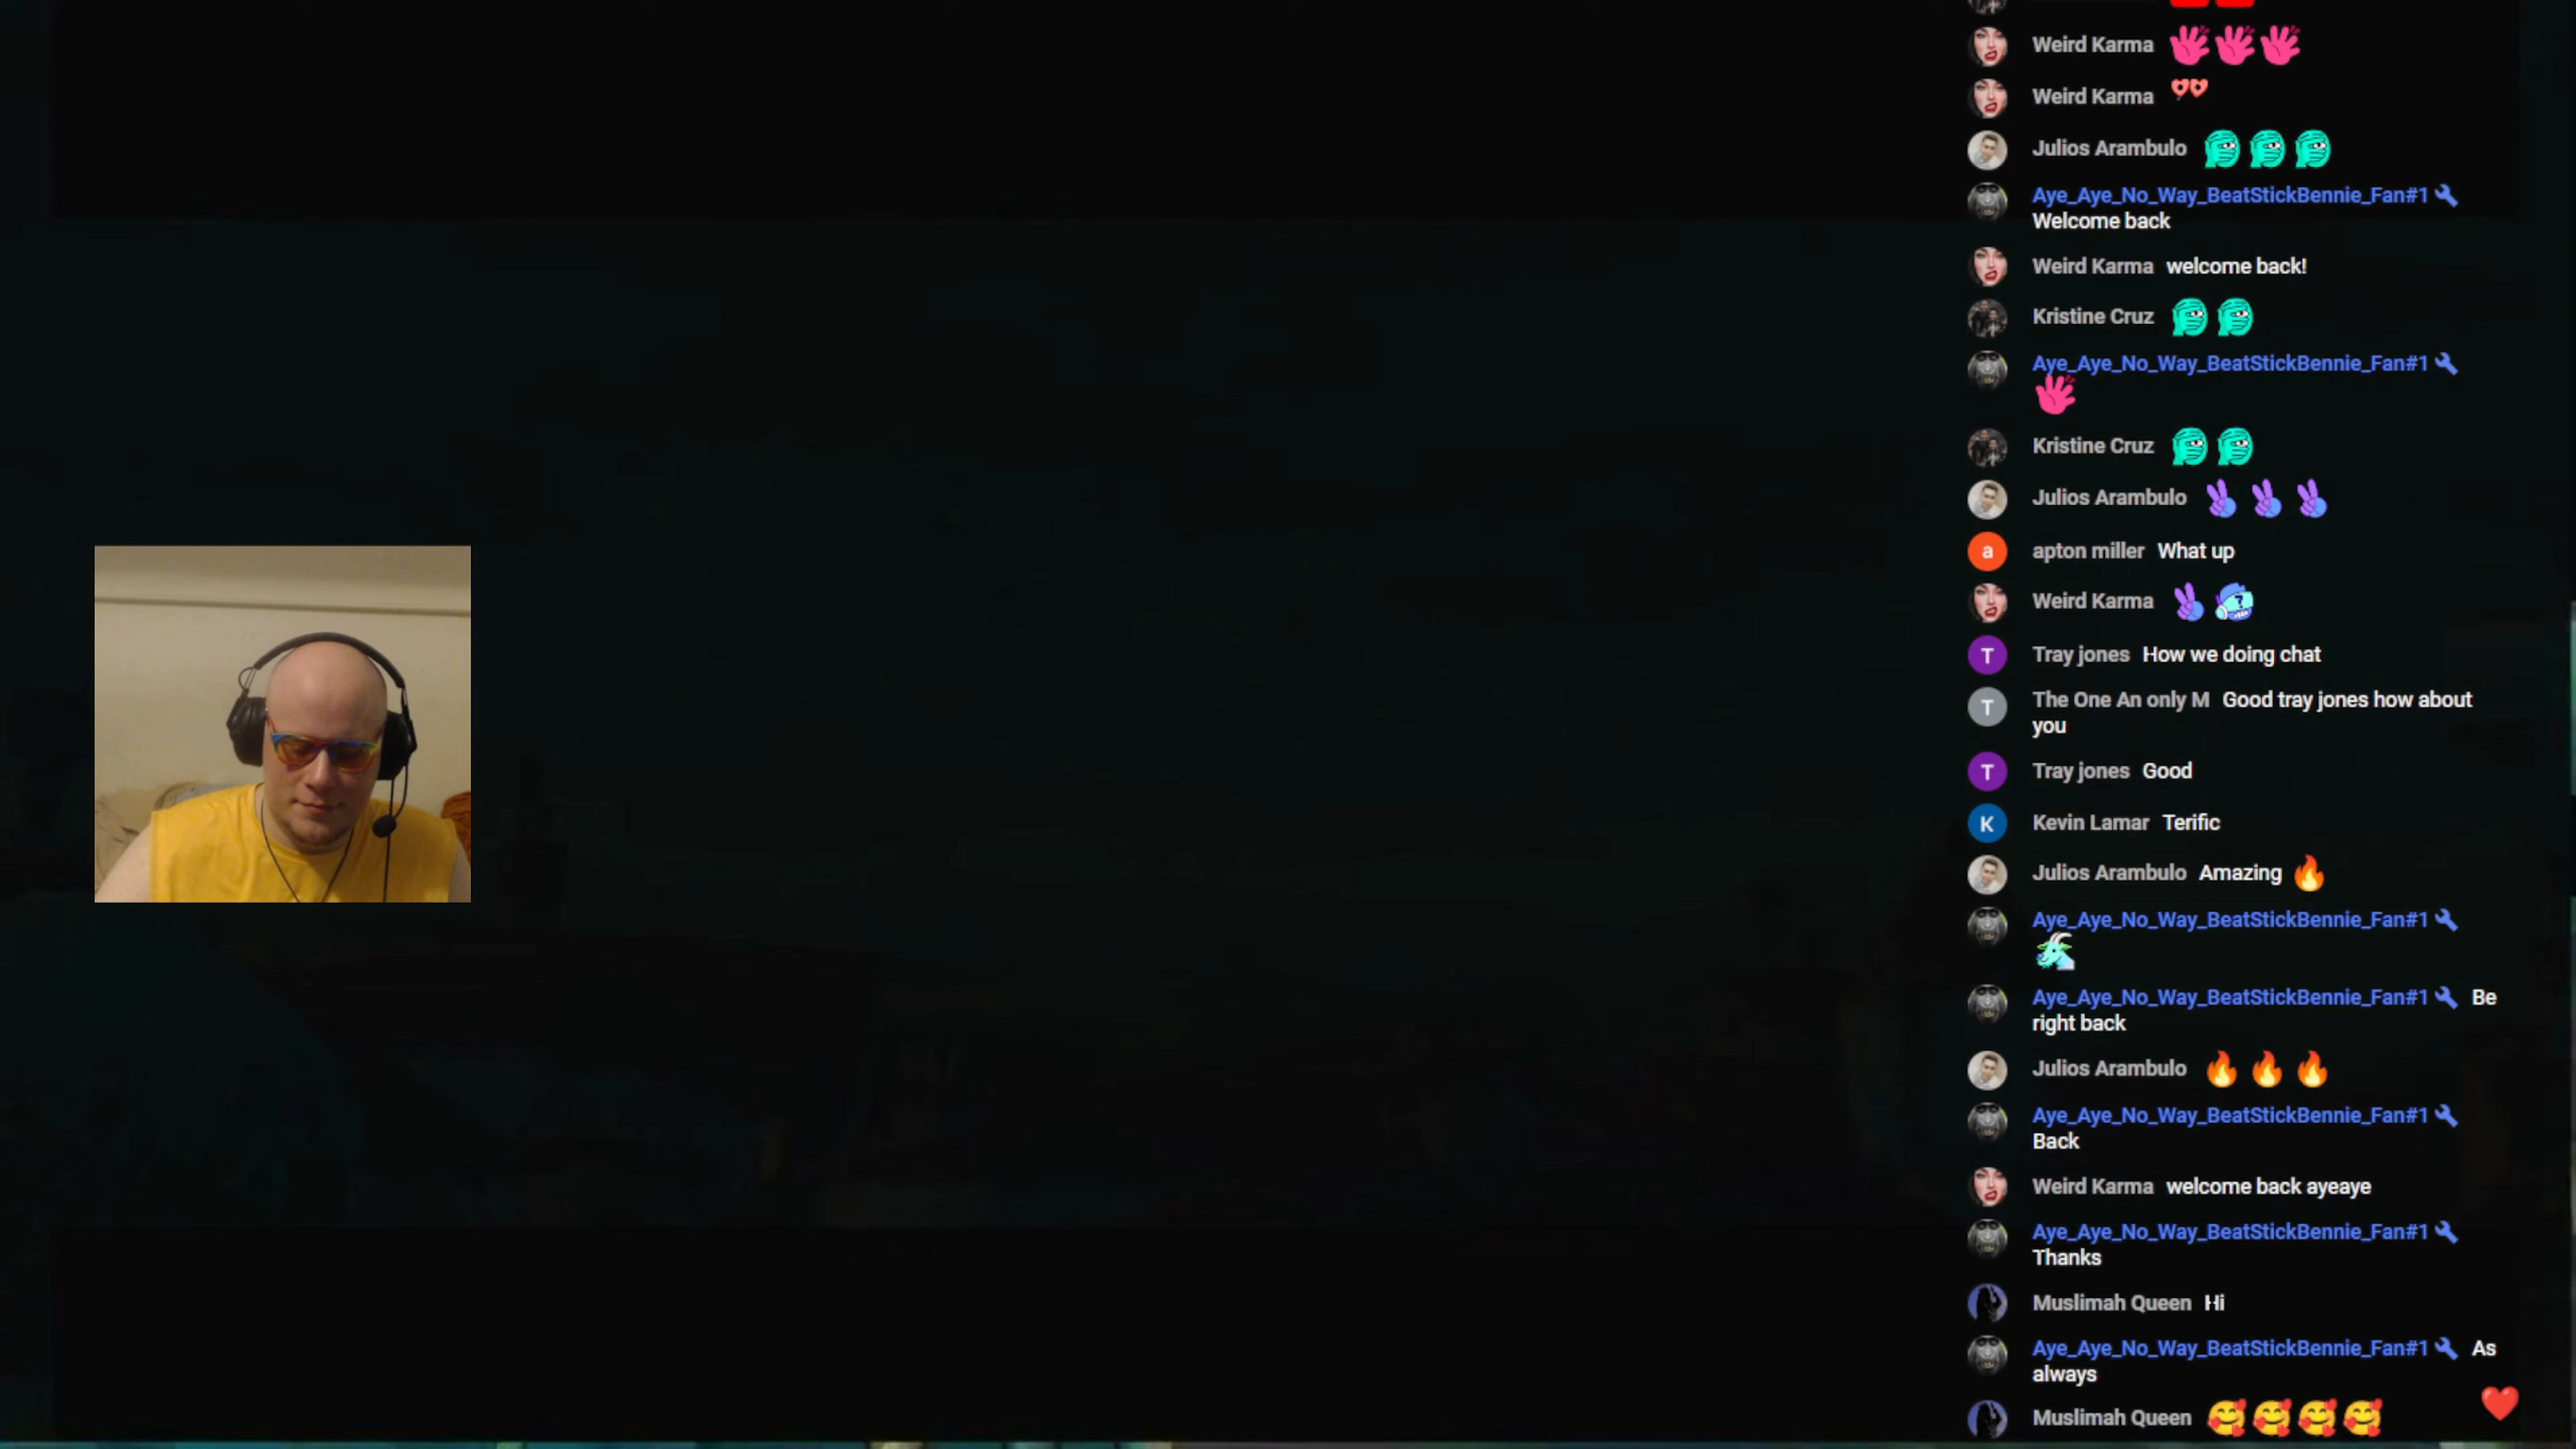 Weird Karma
Weird Karma
Julios Arambulo
Aye_Aye_No_Way_BeatStickBennie_Fan#1
Welcome back
Weird Karma welcome back!
Kristine Cruz
Aye_Aye_No_Way_BeatStickBennie_Fan#1
Kristine Cruz
Julios Arambulo
a apton miller What up
Weird Karma
T Tray jones How we doing chat
T The One An only M Good tray jones how about
you
T Tray jones Good
K Kevin Lamar Terific
Julios Arambulo Amazing
Aye_Aye_No_Way_BeatStickBennie_Fan#1
Aye_Aye_No_Way_BeatStickBennie_Fan#1 Be
right back
Julios Arambulo
Aye_Aye_No_Way_BeatStickBennie_Fan#1
Back
Weird Karma welcome back ayeaye
Aye_Aye_No_Way_BeatStickBennie_Fan#1
Thanks
Muslimah Queen Hi
Aye_Aye_No_Way_BeatStickBennie_Fan#1 As
always
Muslimah Queen